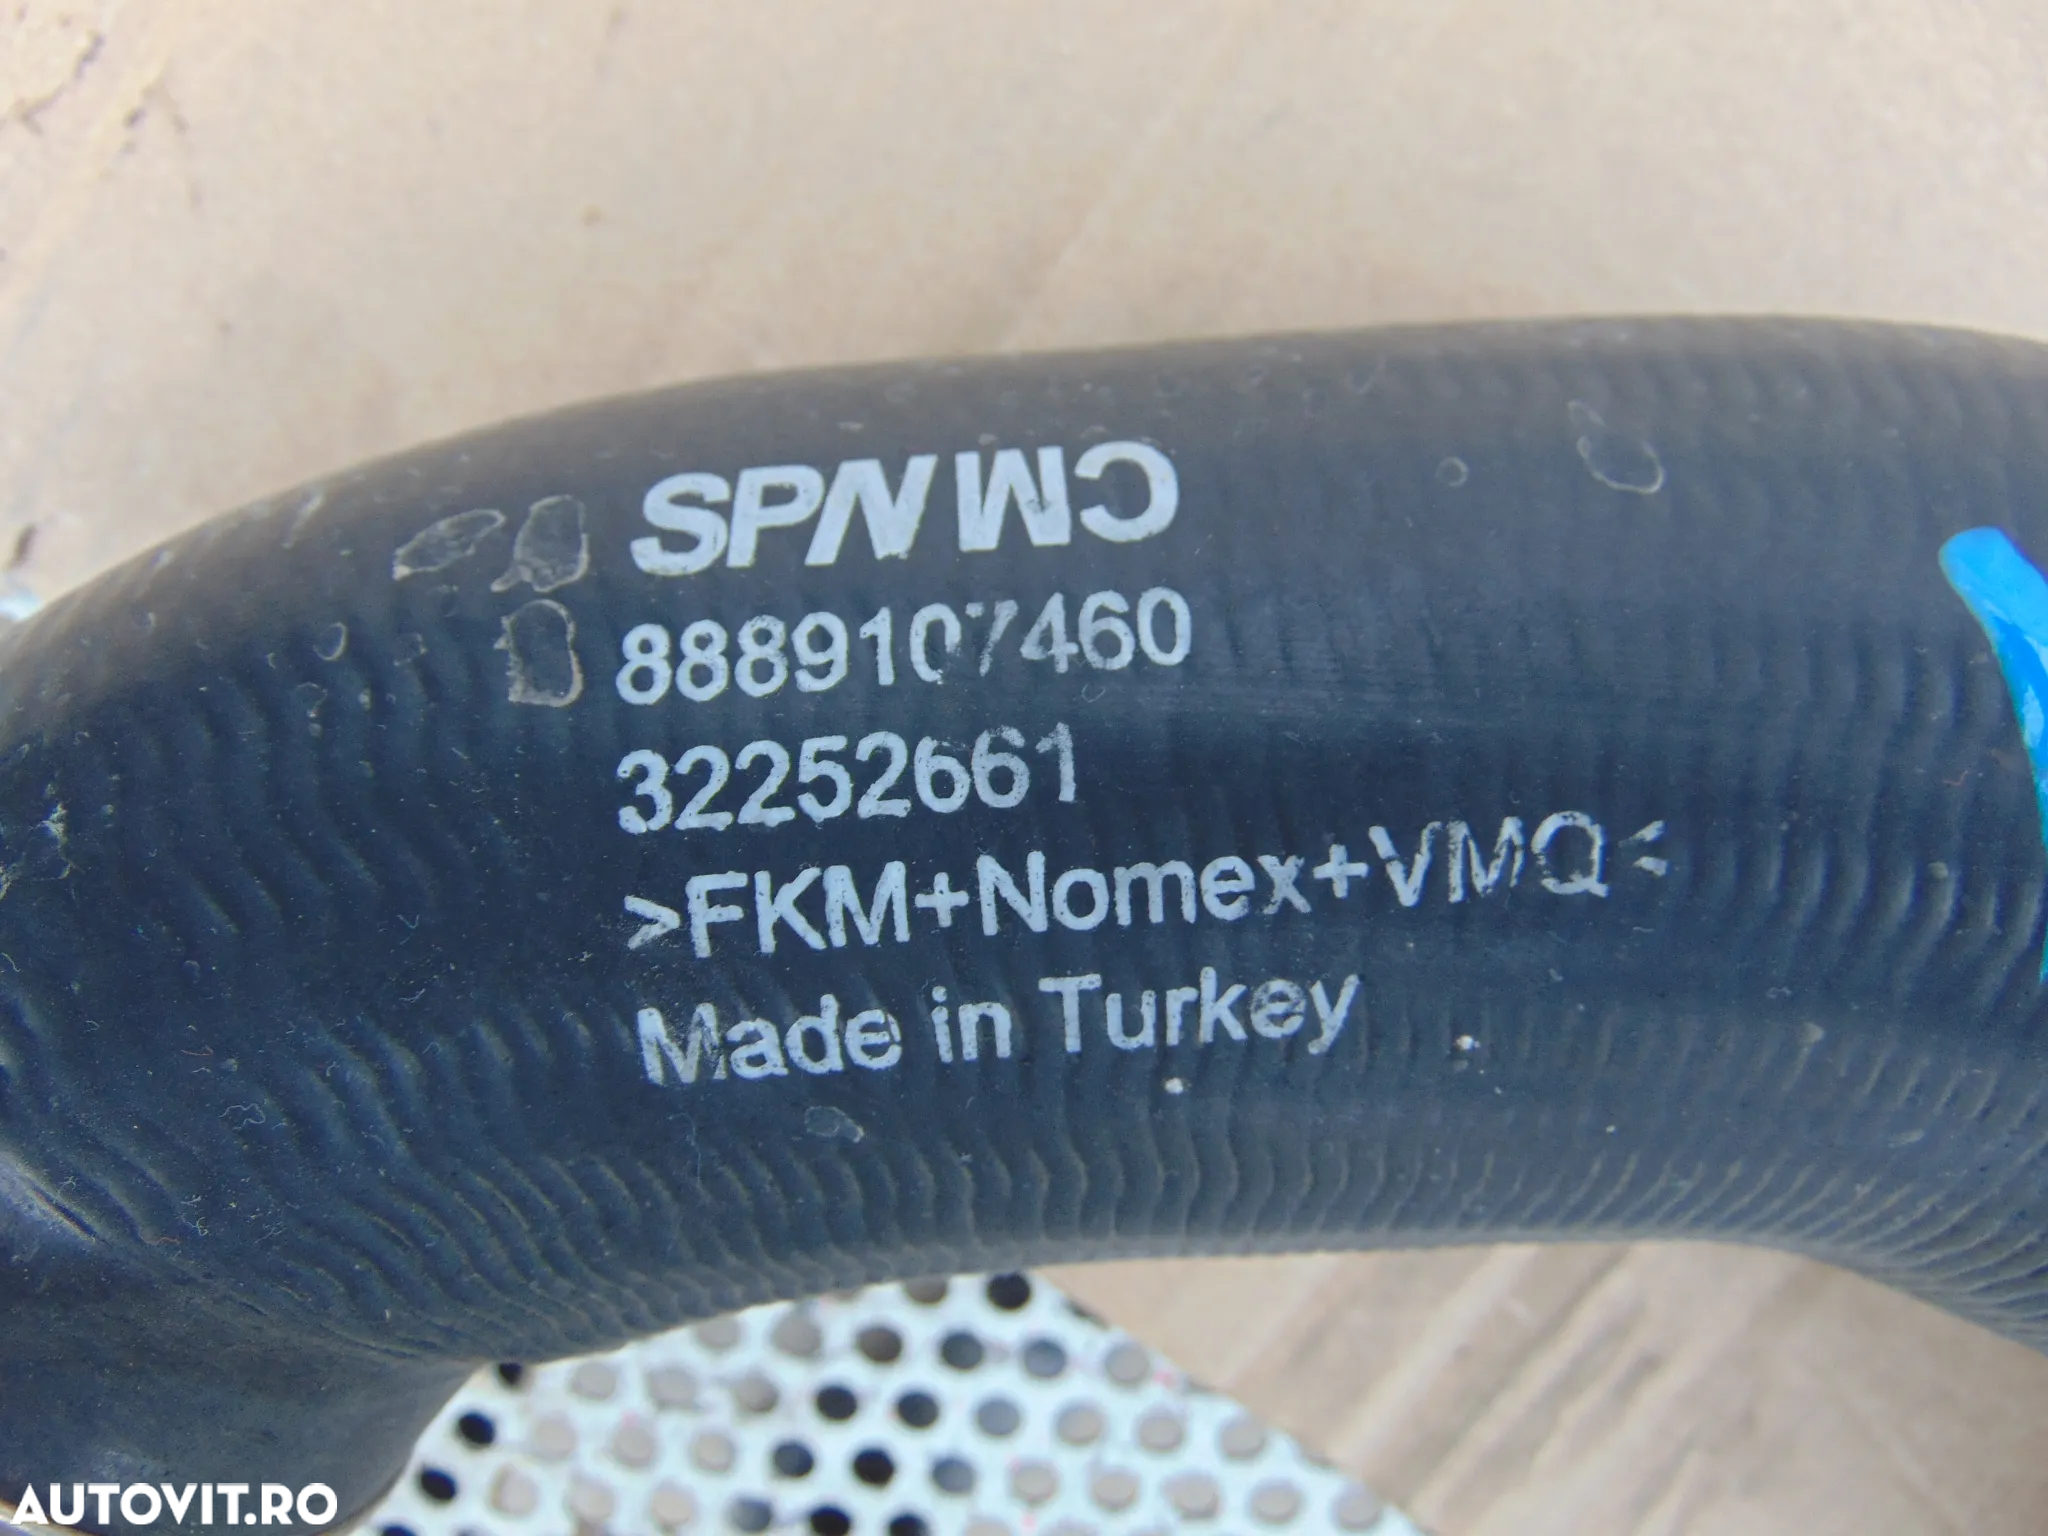 SPN WC
8889107460
32252661
>FKM+Nomex+VMQ<
Made in Turkey
AUTOVIT.RO